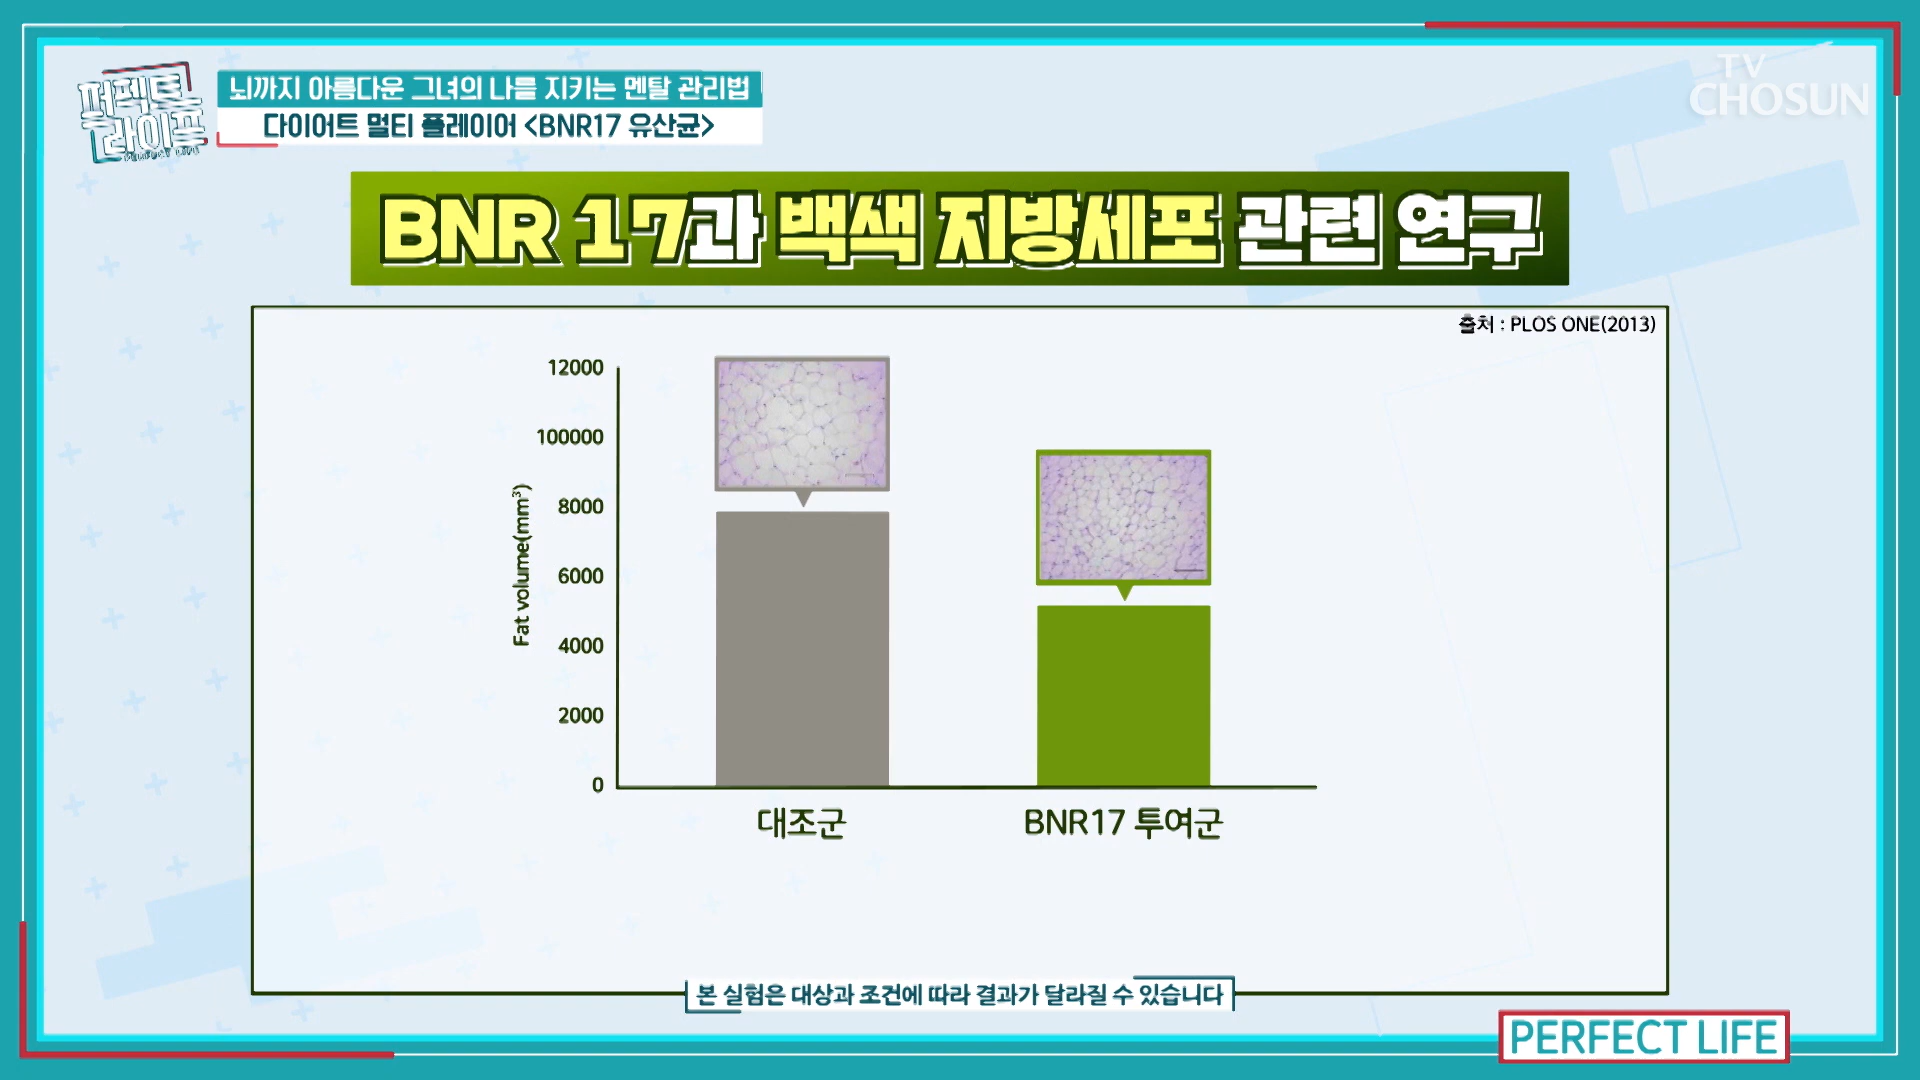 퍼펙트
라이프
PERFECT LIFE
뇌까지 아름다운 그녀의 나를 지키는 멘탈 관리법
다이어트 멀티 플레이어 <BNR17 유산균>
TV
CHOSUN
BNR 17과 백색 지방세포 관련 연구
출처 : PLOS ONE(2013)
12000
100000
8000
6000
4000
2000
0
Fat volume(mm³)
대조군
BNR17 투여군
본 실험은 대상과 조건에 따라 결과가 달라질 수 있습니다
PERFECT LIFE